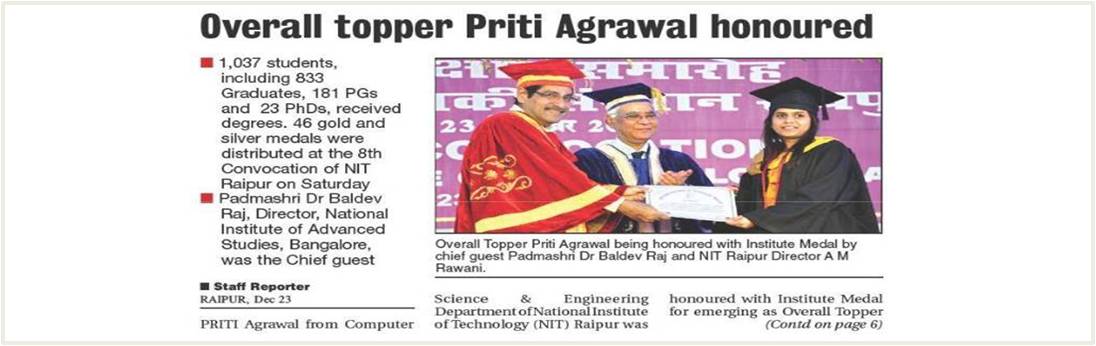 Overall topper Priti Agrawal honoured
1,037 students,
including 833
Graduates, 181 PGs
and 23 PhDs, received
degrees. 46 gold and
silver medals were
distributed at the 8th
Convocation of NIT
Raipur on Saturday
Padmashri Dr Baldev
Raj, Director, National
Institute of Advanced
Studies, Bangalore,
was the Chief guest
समारोह
23
Overall Topper Priti Agrawal being honoured with Institute Medal by
chief guest Padmashri Dr Baldev Raj and NIT Raipur Director A M
Rawani.
Staff Reporter
RAIPUR, Dec 23
PRITI Agrawal from Computer
Science & Engineering
Department of National Institute
of Technology (NIT) Raipur was
honoured with Institute Medal
for emerging as Overall Topper
(Contd on page 6)